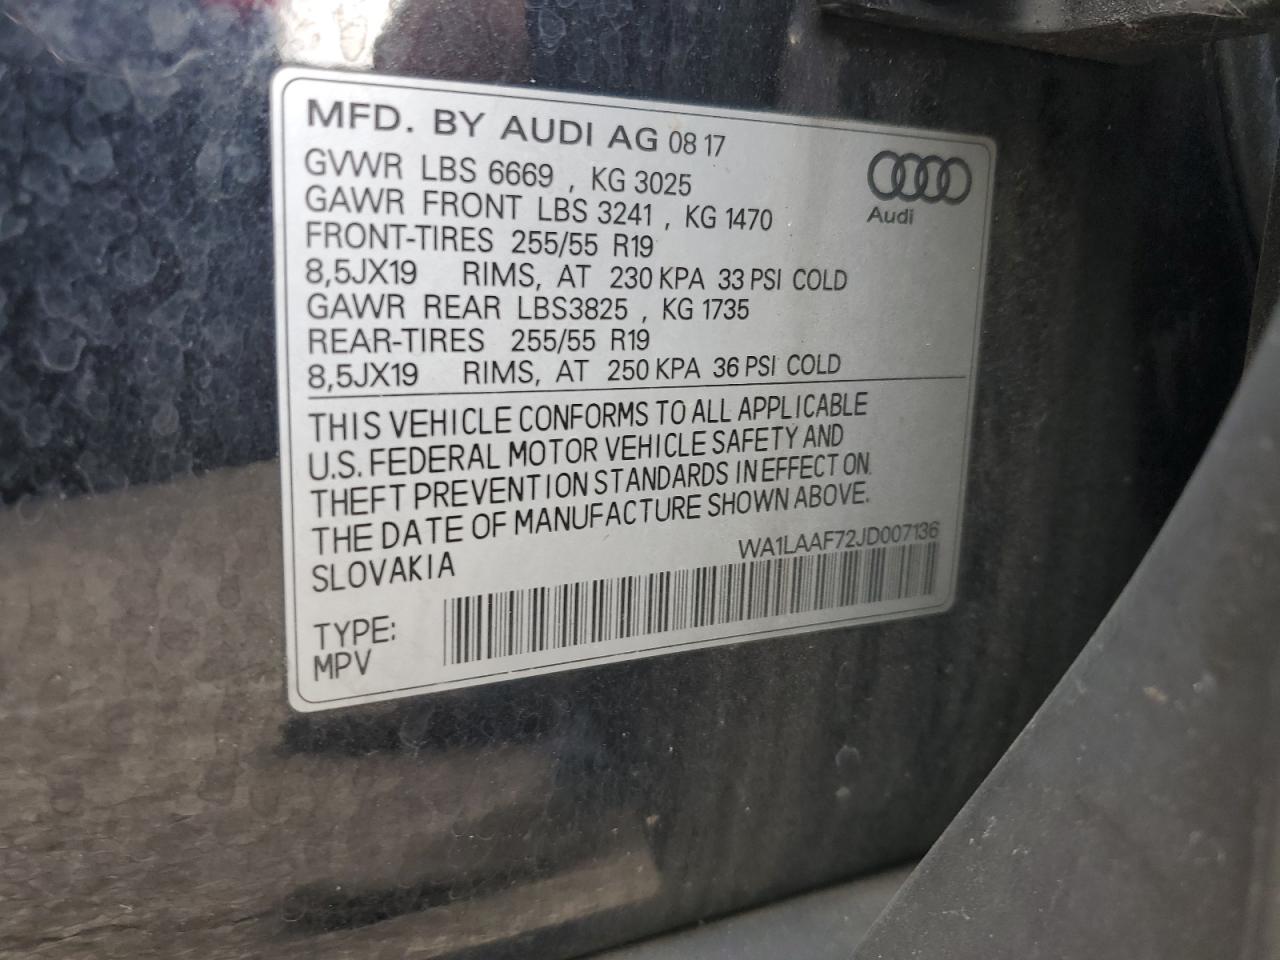 MFD. BY AUDI AG 08 17
GVWR LBS 6669 , KG 3025
GAWR FRONT LBS 3241 , KG 1470
FRONT-TIRES 255/55 R19
8,5JX19 RIMS, AT 230 KPA 33 PSI COLD
GAWR REAR LBS3825 , KG 1735
REAR-TIRES 255/55 R19
8,5JX19 RIMS, AT 250 KPA 36 PSI COLD
Audi
THIS VEHICLE CONFORMS TO ALL APPLICABLE
U.S. FEDERAL MOTOR VEHICLE SAFETY AND
THEFT PREVENTION STANDARDS IN EFFECT ON
THE DATE OF MANUFACTURE SHOWN ABOVE.
SLOVAKIA
WA1LAAF72JD007136
TYPE:
MPV